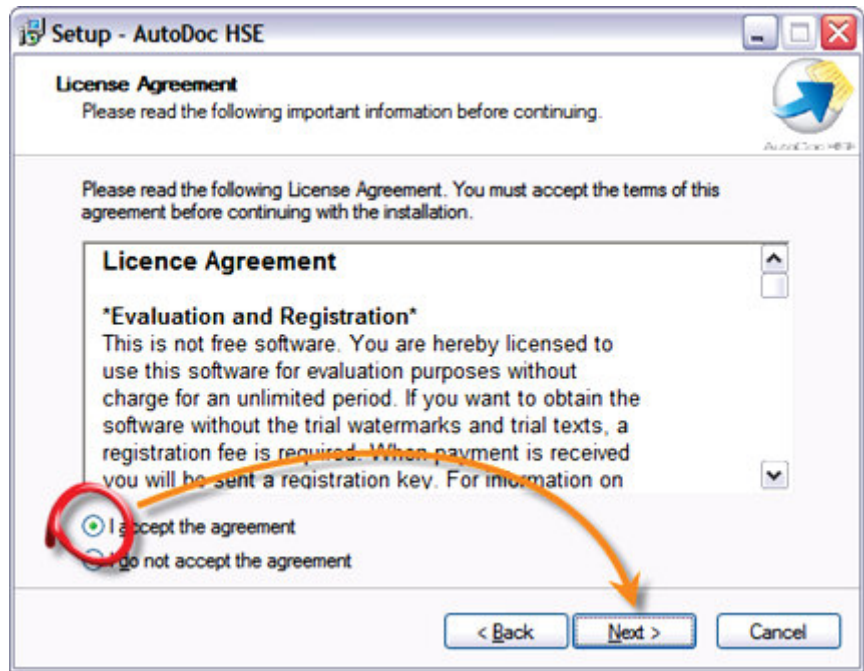 Setup - AutoDoc HSE
License Agreement
Please read the following important information before continuing.
AutoDoc HSE
Please read the following License Agreement. You must accept the terms of this
agreement before continuing with the installation.
Licence Agreement
*Evaluation and Registration*
This is not free software. You are hereby licensed to
use this software for evaluation purposes without
charge for an unlimited period. If you want to obtain the
software without the trial watermarks and trial texts, a
registration fee is required. When payment is received
you will be sent a registration key. For information on
I accept the agreement
I do not accept the agreement
< Back
Next >
Cancel